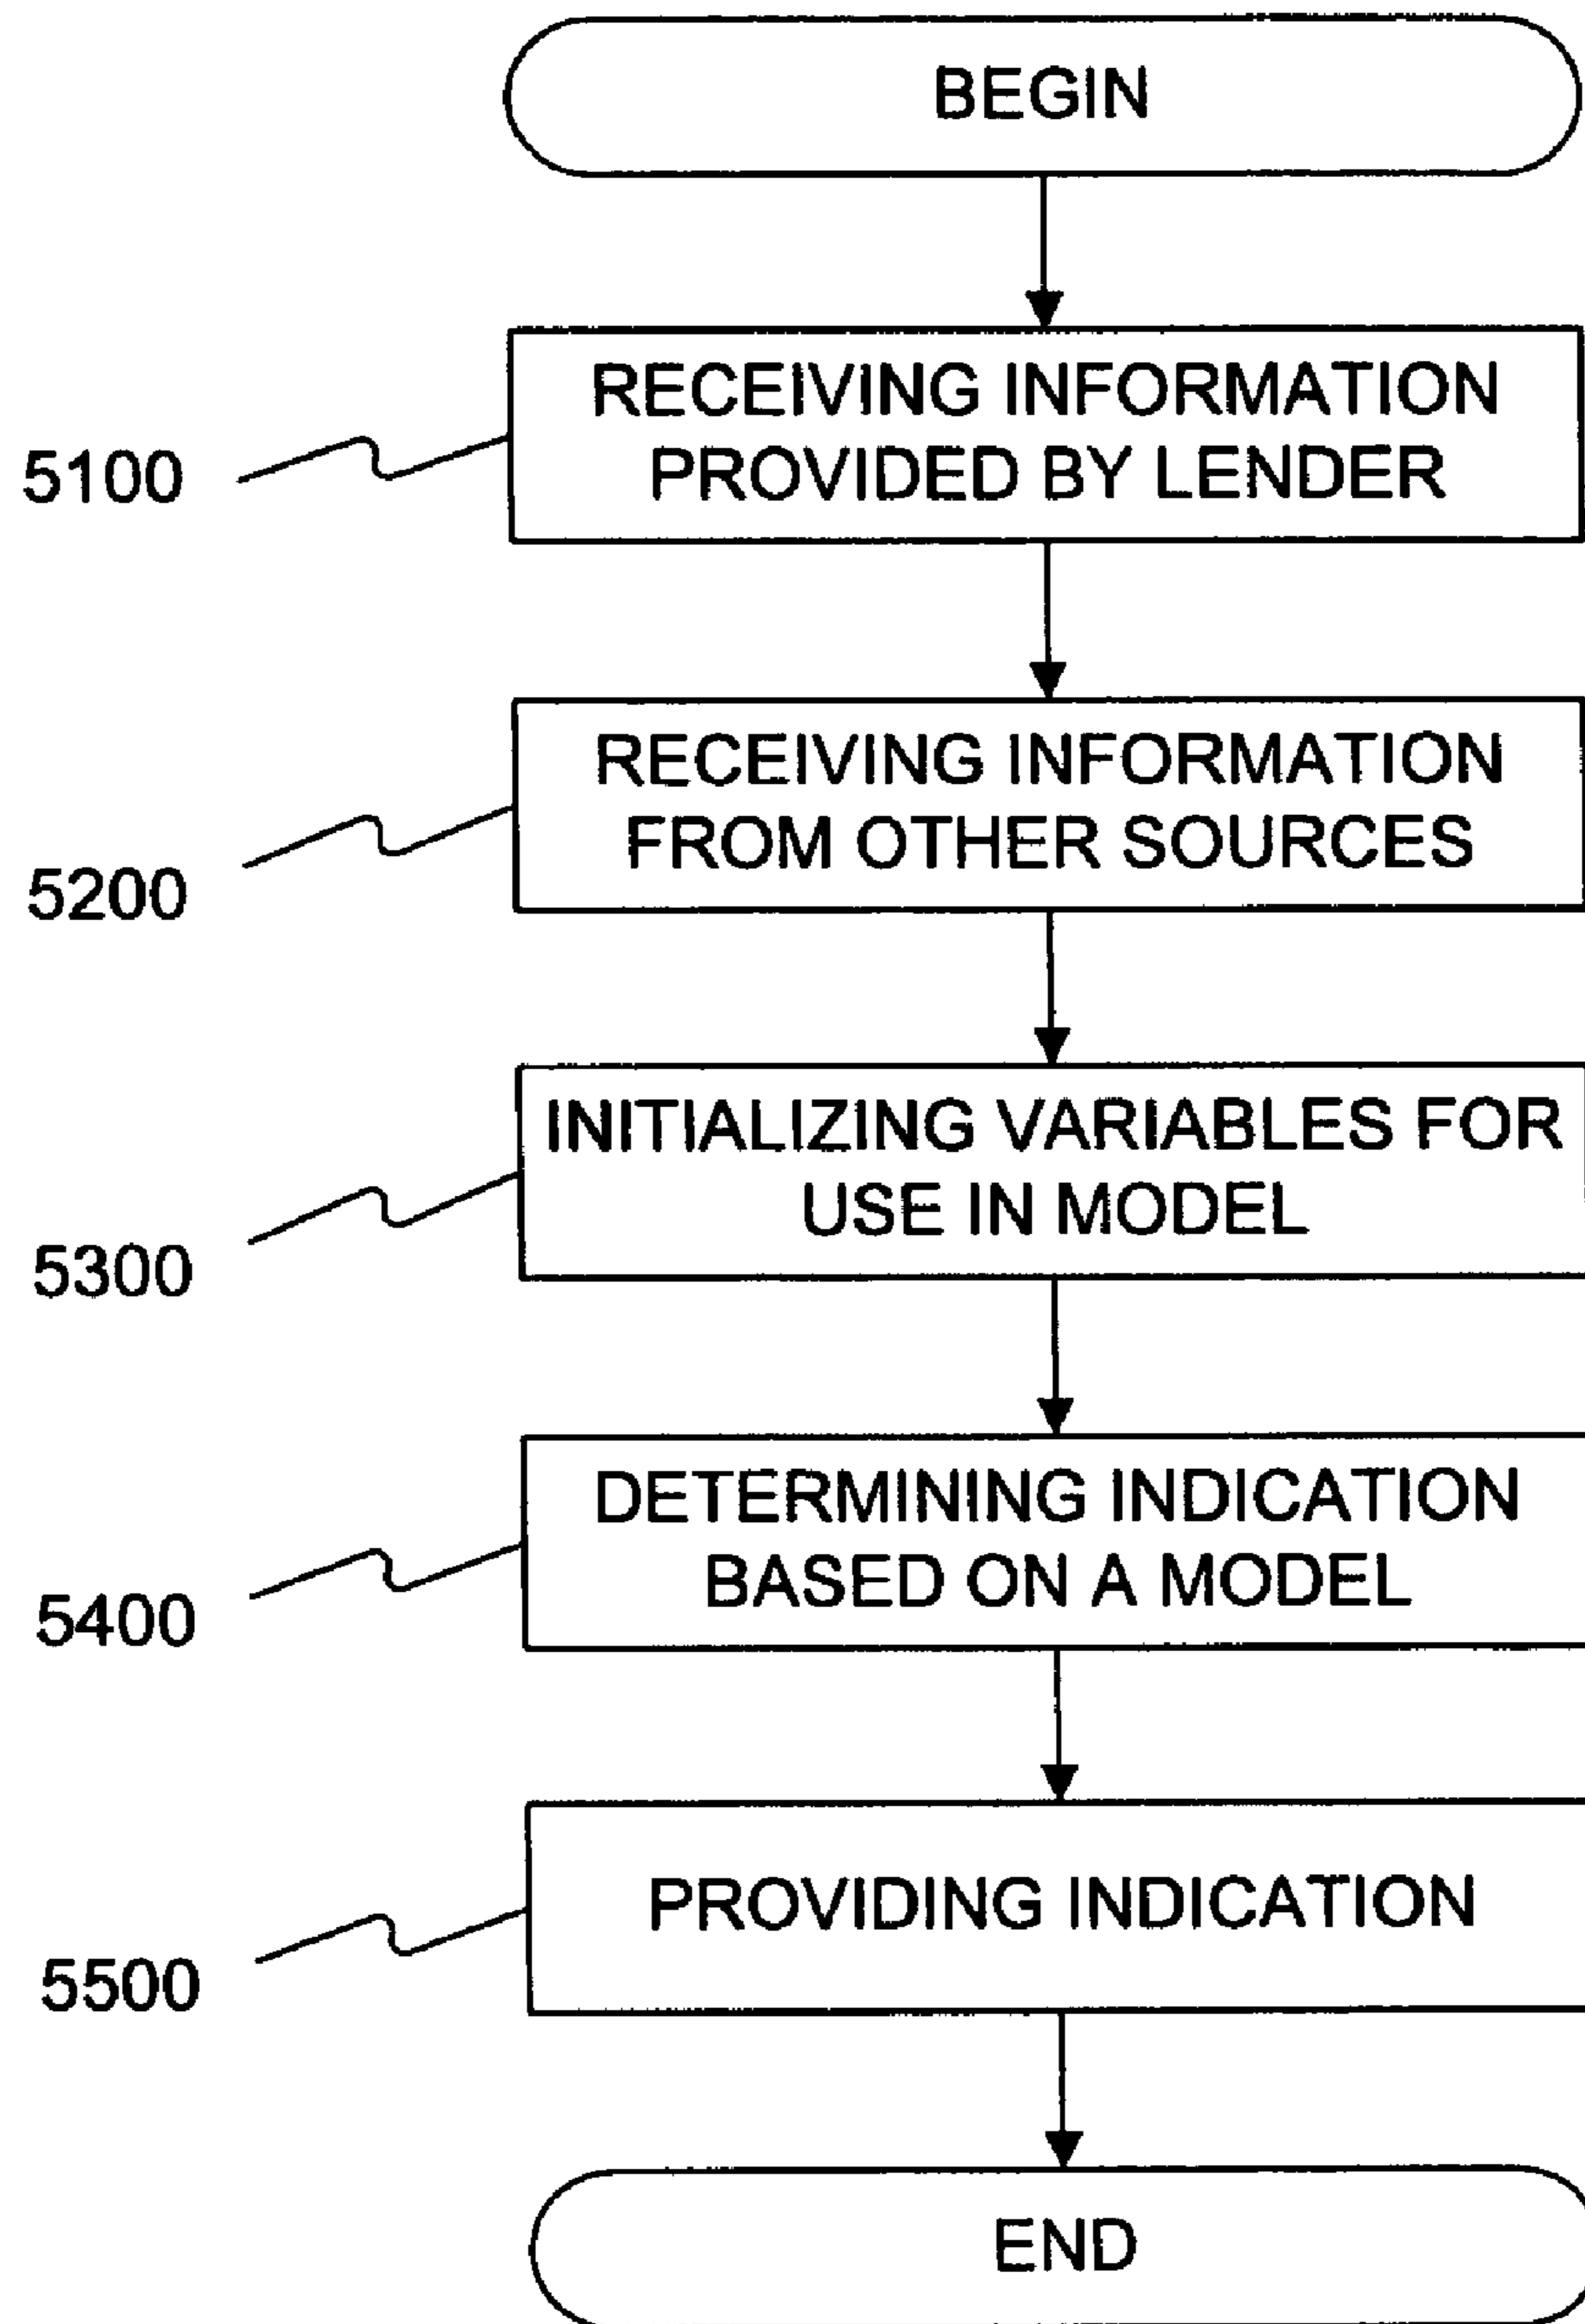 BEGIN
RECEIVING INFORMATION
PROVIDED BY LENDER
5100
RECEIVING INFORMATION
FROM OTHER SOURCES
5200
INITIALIZING VARIABLES FOR
USE IN MODEL
5300
DETERMINING INDICATION
BASED ON A MODEL
5400
PROVIDING INDICATION
5500
END